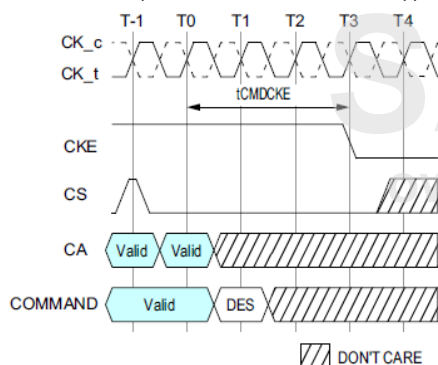 T-1 T0 T1 T2 T3 T4
CK_c
CK_t
tCMDCKE
CKE
CS
CA Valid Valid
COMMAND Valid DES
DON'T CARE